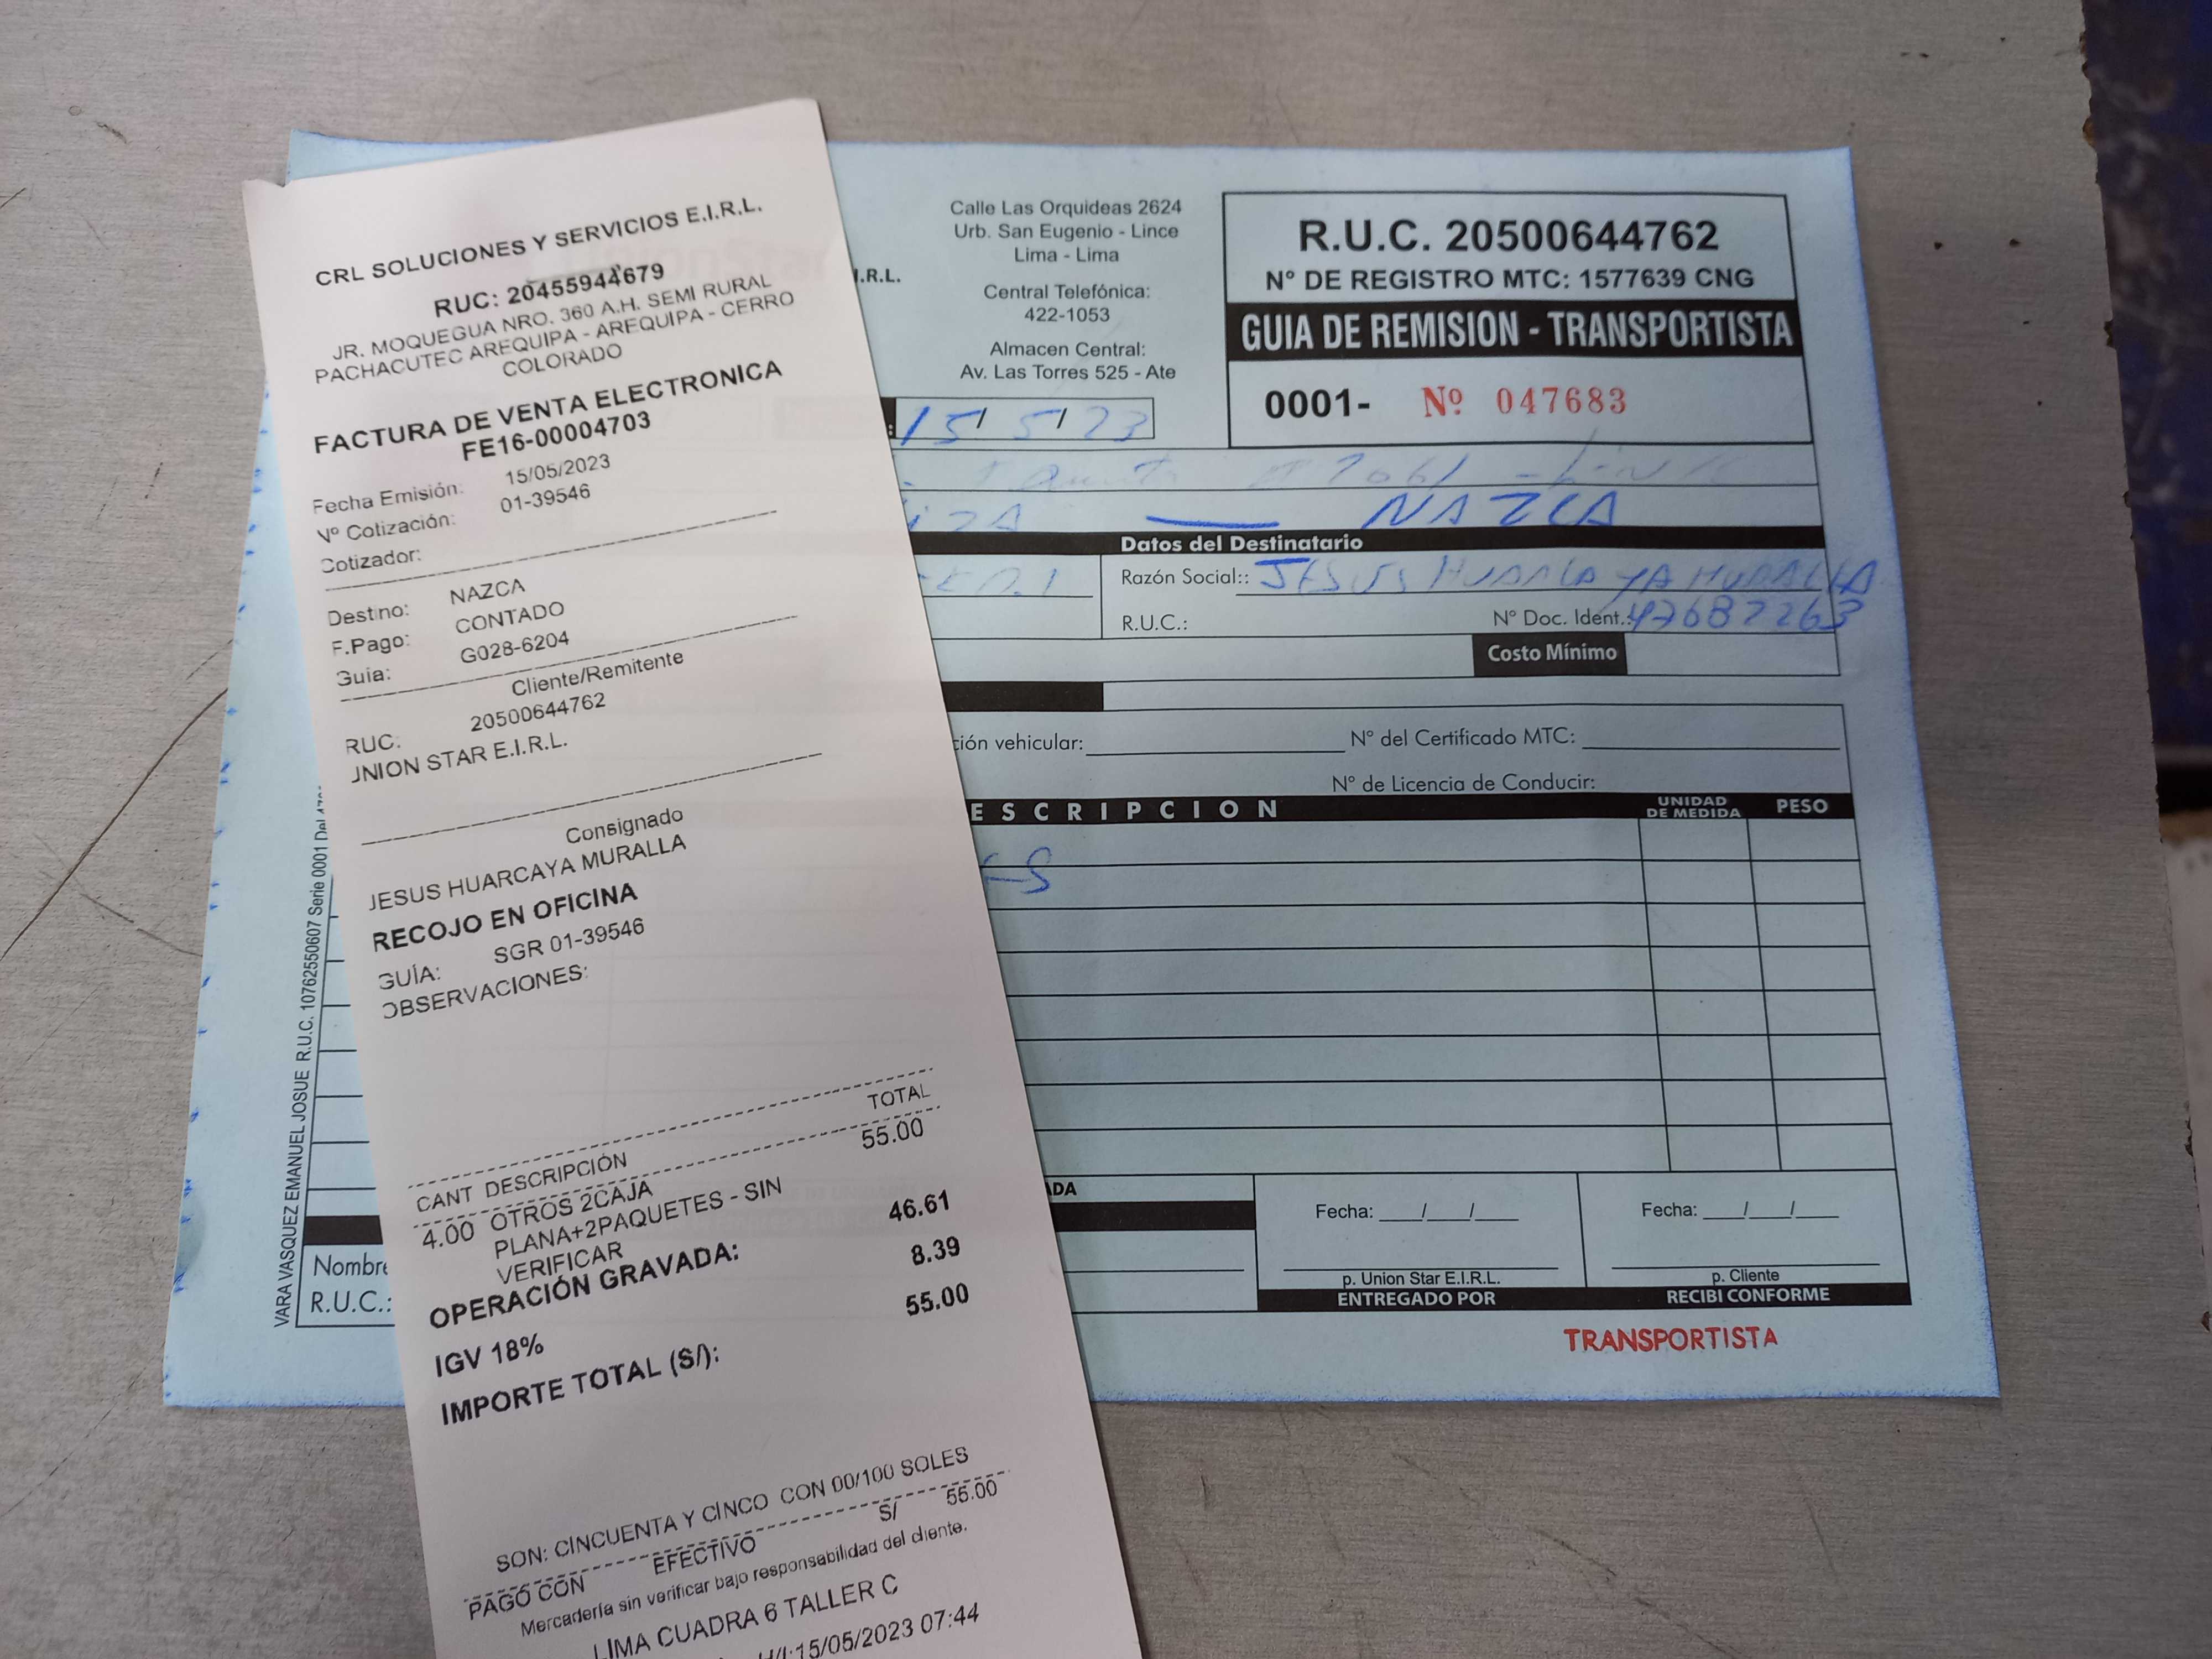 CRL SOLUCIONES Y SERVICIOS E.I.R.L.
RUC: 20455944679
JR. MOQUEGUA NRO. 360 A.H. SEMI RURAL
PACHACUTEC AREQUIPA - AREQUIPA - CERRO
COLORADO
FACTURA DE VENTA ELECTRONICA
FE16-00004703
Fecha Emisión: 15/05/2023
Nº Cotización: 01-39546
Cotizador:
Destino: NAZCA
F.Pago: CONTADO
Guia: G028-6204
Cliente/Remitente
RUC: 20500644762
UNION STAR E.I.R.L.
Consignado
JESUS HUARCAYA MURALLA
RECOJO EN OFICINA
GUÍA: SGR 01-39546
OBSERVACIONES:
CANT DESCRIPCIÓN TOTAL
4.00 OTROS 2CAJA 55.00
PLANA+2PAQUETES - SIN
VERIFICAR
OPERACIÓN GRAVADA: 46.61
IGV 18% 8.39
IMPORTE TOTAL (S/): 55.00
SON: CINCUENTA Y CINCO CON 00/100 SOLES
PAGÓ CON EFECTIVO S/ 55.00
Mercadería sin verificar bajo responsabilidad del cliente.
LIMA CUADRA 6 TALLER C
15/05/2023 07:44
I.R.L.
Calle Las Orquideas 2624
Urb. San Eugenio - Lince
Lima - Lima
Central Telefónica:
422-1053
Almacen Central:
Av. Las Torres 525 - Ate
R.U.C. 20500644762
Nº DE REGISTRO MTC: 1577639 CNG
GUIA DE REMISION - TRANSPORTISTA
0001- Nº 047683
: 15/ 5/ 23
— NAZCA
Datos del Destinatario
Razón Social:: JESUS HUARCAYA MURALLA
R.U.C.: Nº Doc. Ident.: 47687263
Costo Mínimo
ción vehicular: Nº del Certificado MTC:
Nº de Licencia de Conducir:
ESCRIPCION UNIDAD DE MEDIDA PESO
ES
ADA
Fecha: / / Fecha: / /
Nombre
R.U.C.:
p. Union Star E.I.R.L. p. Cliente
ENTREGADO POR RECIBI CONFORME
TRANSPORTISTA
VARA VASQUEZ EMANUEL JOSUE R.U.C. 10762550607 Serie 0001 Del